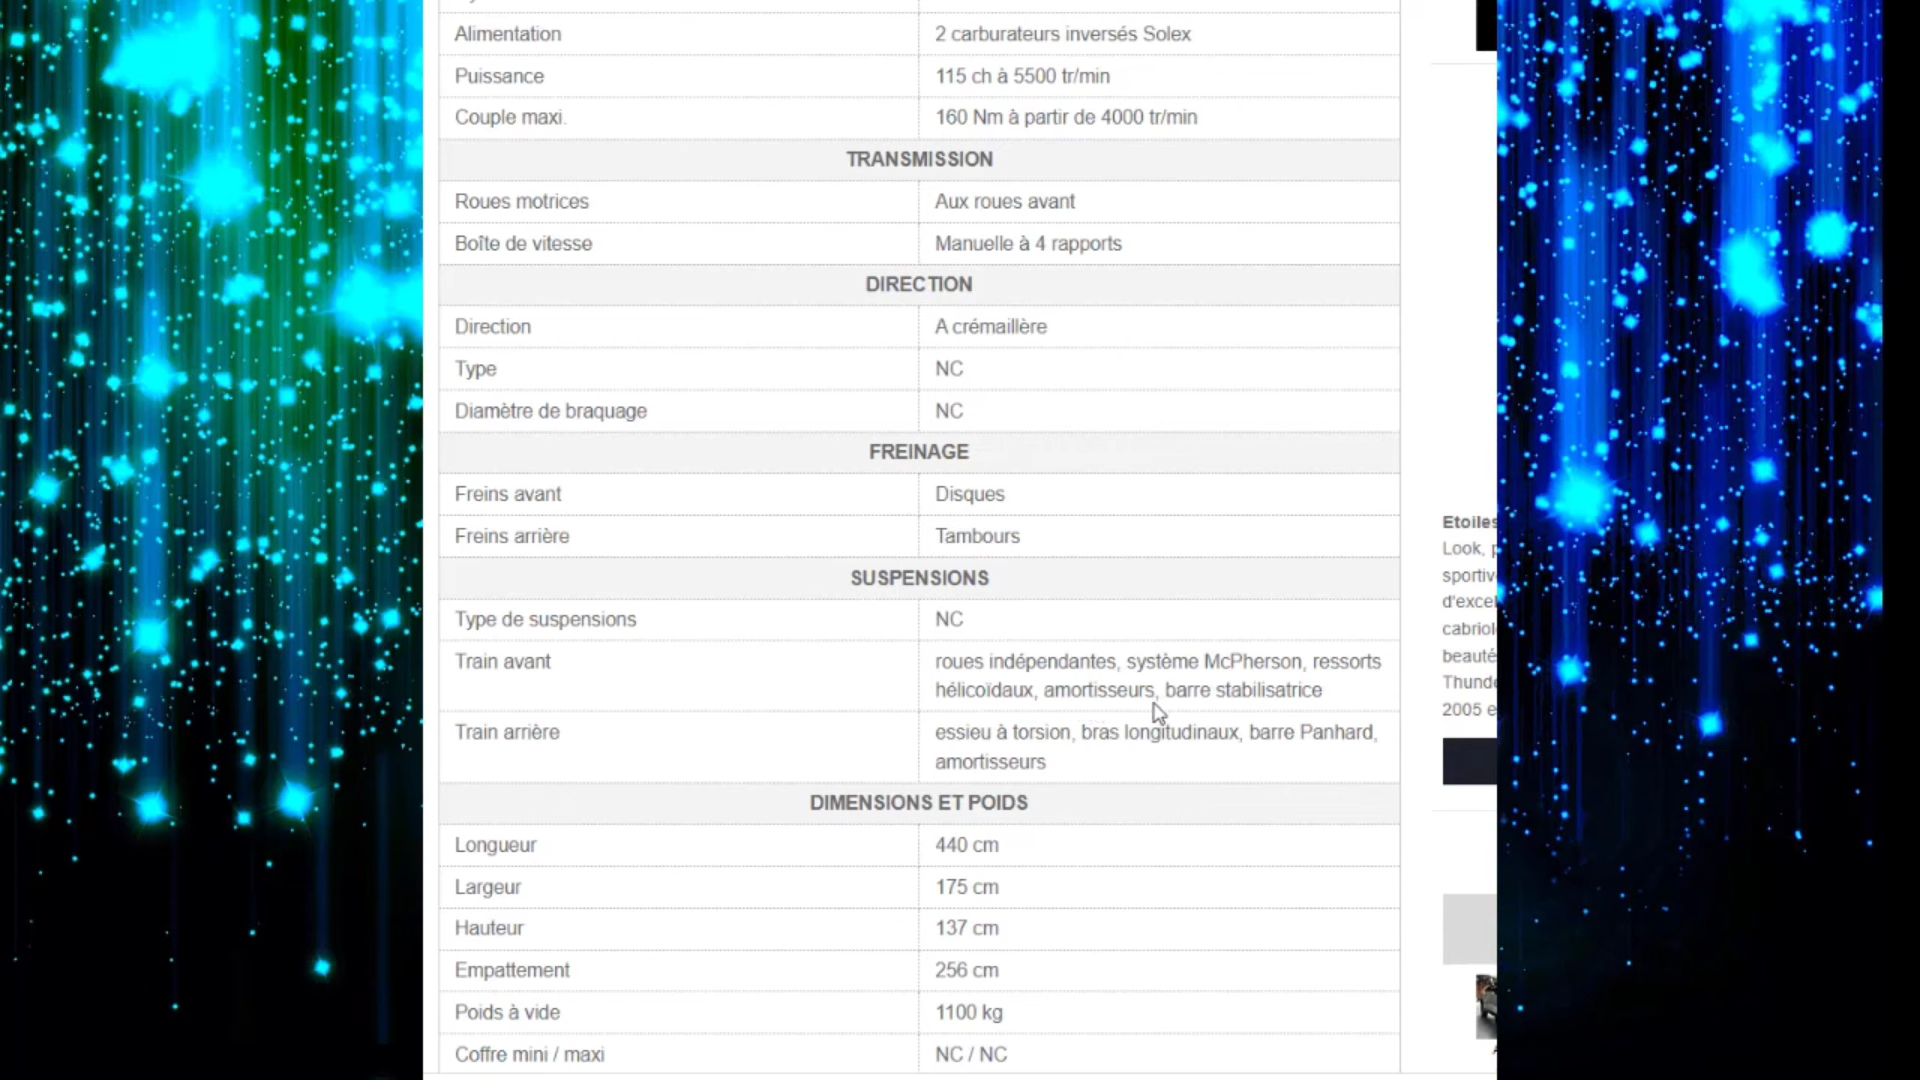 Alimentation 2 carburateurs inversés Solex
Puissance 115 ch à 5500 tr/min
Couple maxi. 160 Nm à partir de 4000 tr/min
TRANSMISSION
Roues motrices Aux roues avant
Boîte de vitesse Manuelle à 4 rapports
DIRECTION
Direction A crémaillère
Type NC
Diamètre de braquage NC
FREINAGE
Freins avant Disques
Freins arrière Tambours
SUSPENSIONS
Type de suspensions NC
Train avant roues indépendantes, système McPherson, ressorts
hélicoïdaux, amortisseurs, barre stabilisatrice
Train arrière essieu à torsion, bras longitudinaux, barre Panhard,
amortisseurs
DIMENSIONS ET POIDS
Longueur 440 cm
Largeur 175 cm
Hauteur 137 cm
Empattement 256 cm
Poids à vide 1100 kg
Coffre mini / maxi NC / NC
Etoiles
Look, p
sportiv
d'excel
cabriol
beauté
Thunde
2005 e